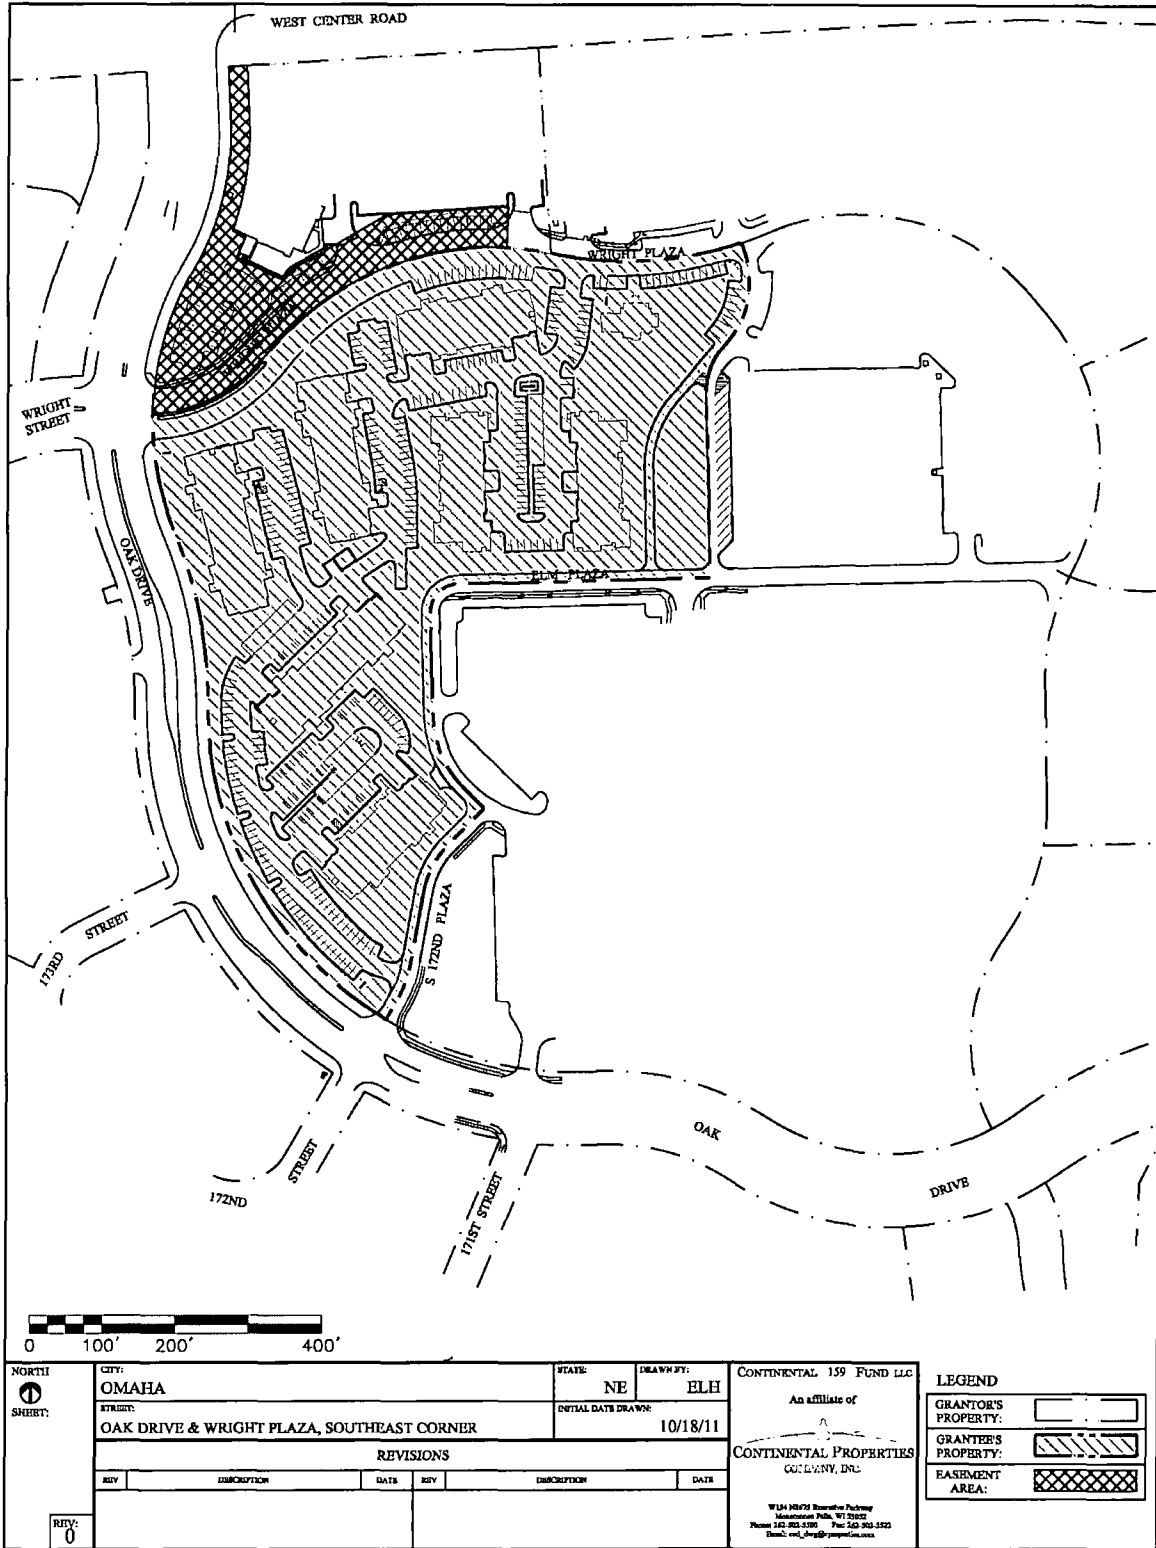 WEST CENTER ROAD
WRIGHT PLAZA
WRIGHT
STREET
OAK DRIVE
ELM PLAZA
S 172ND PLAZA
173RD STREET
172ND STREET
171ST STREET
OAK DRIVE
0 100' 200' 400'
NORTH
SHEET:
REV:
0
CITY:
OMAHA
STATE:
NE
DRAWN BY:
ELH
STREET:
OAK DRIVE & WRIGHT PLAZA, SOUTHEAST CORNER
INITIAL DATE DRAWN:
10/18/11
REVISIONS
REV DESCRIPTION DATE REV DESCRIPTION DATE
CONTINENTAL 159 FUND LLC
An affiliate of
CONTINENTAL PROPERTIES
COMPANY, INC.
Menomonee Falls, WI
LEGEND
GRANTOR'S
PROPERTY:
GRANTEE'S
PROPERTY:
EASEMENT
AREA: